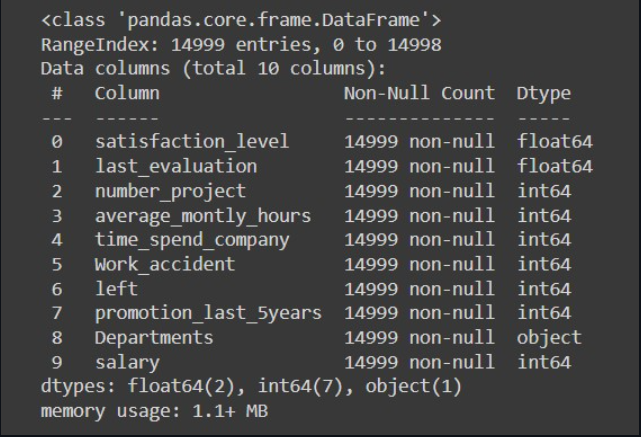 <class 'pandas.core.frame.DataFrame'>
RangeIndex: 14999 entries, 0 to 14998
Data columns (total 10 columns):
 #   Column                 Non-Null Count  Dtype
---  ------                 --------------  -----
 0   satisfaction_level     14999 non-null  float64
 1   last_evaluation        14999 non-null  float64
 2   number_project         14999 non-null  int64
 3   average_montly_hours   14999 non-null  int64
 4   time_spend_company     14999 non-null  int64
 5   Work_accident          14999 non-null  int64
 6   left                   14999 non-null  int64
 7   promotion_last_5years  14999 non-null  int64
 8   Departments            14999 non-null  object
 9   salary                 14999 non-null  int64
dtypes: float64(2), int64(7), object(1)
memory usage: 1.1+ MB